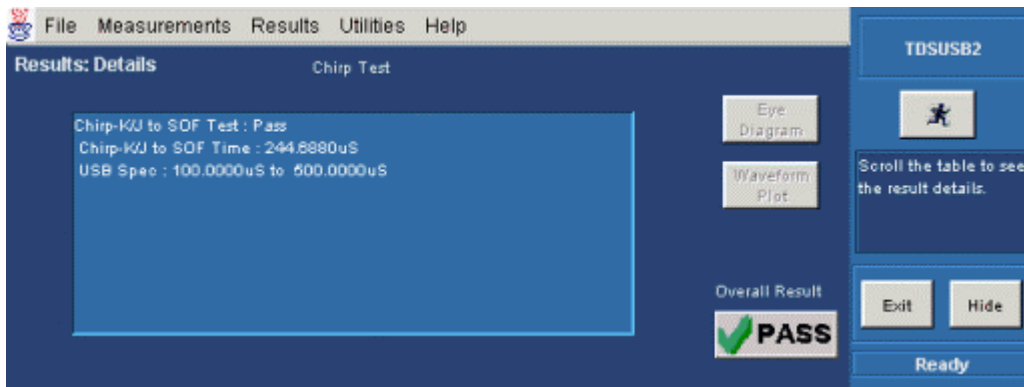 File Measurements Results Utilities Help
TDSUSB2
Results: Details
Chirp Test
Chirp-K/J to SOF Test : Pass
Chirp-K/J to SOF Time : 244.6880uS
USB Spec : 100.0000uS to 500.0000uS
Eye
Diagram
Waveform
Plot
Scroll the table to see
the result details.
Overall Result
PASS
Exit
Hide
Ready